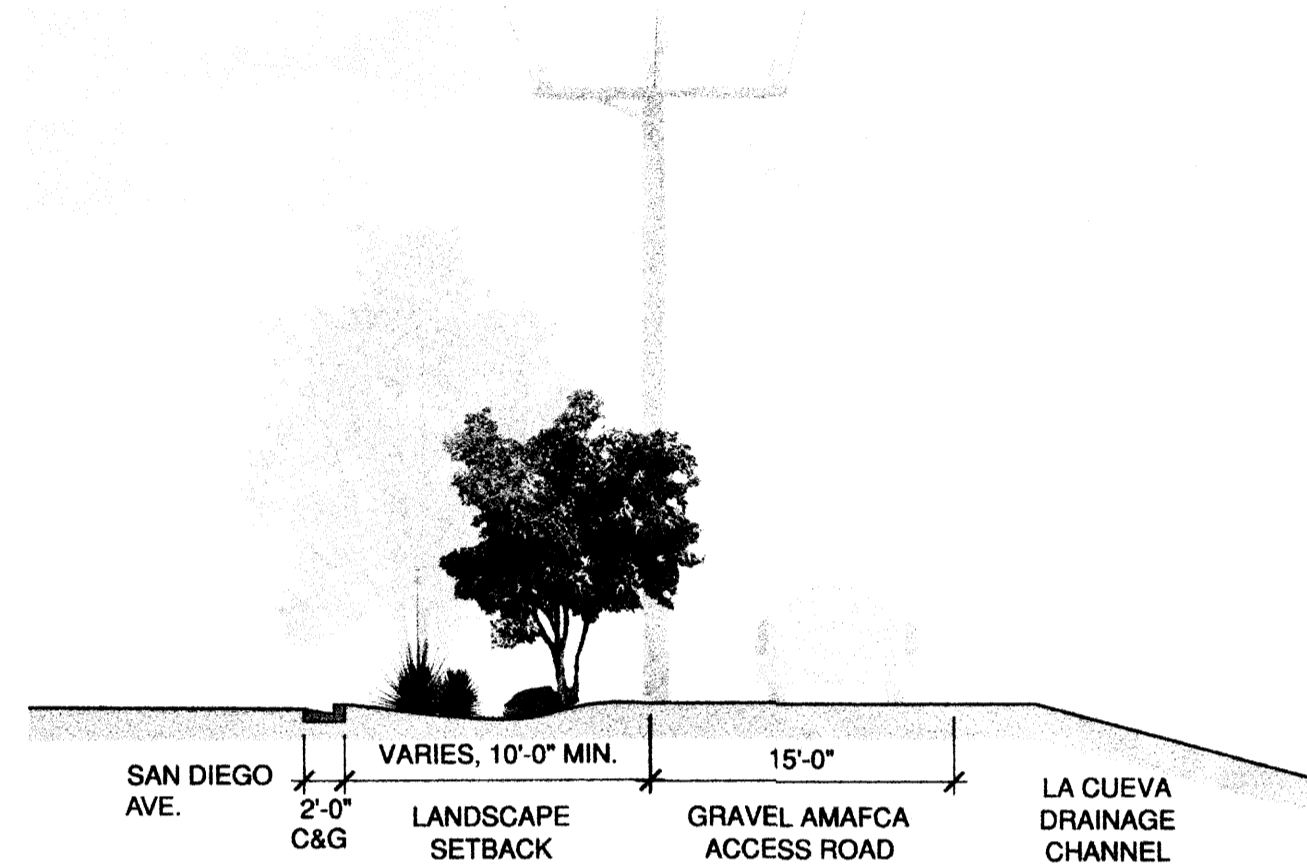 VARIES, 10'-0" MIN.
15'-0"
SAN DIEGO
AVE.
2'-0"
C&G
LANDSCAPE
SETBACK
GRAVEL AMAFCA
ACCESS ROAD
LA CUEVA
DRAINAGE
CHANNEL